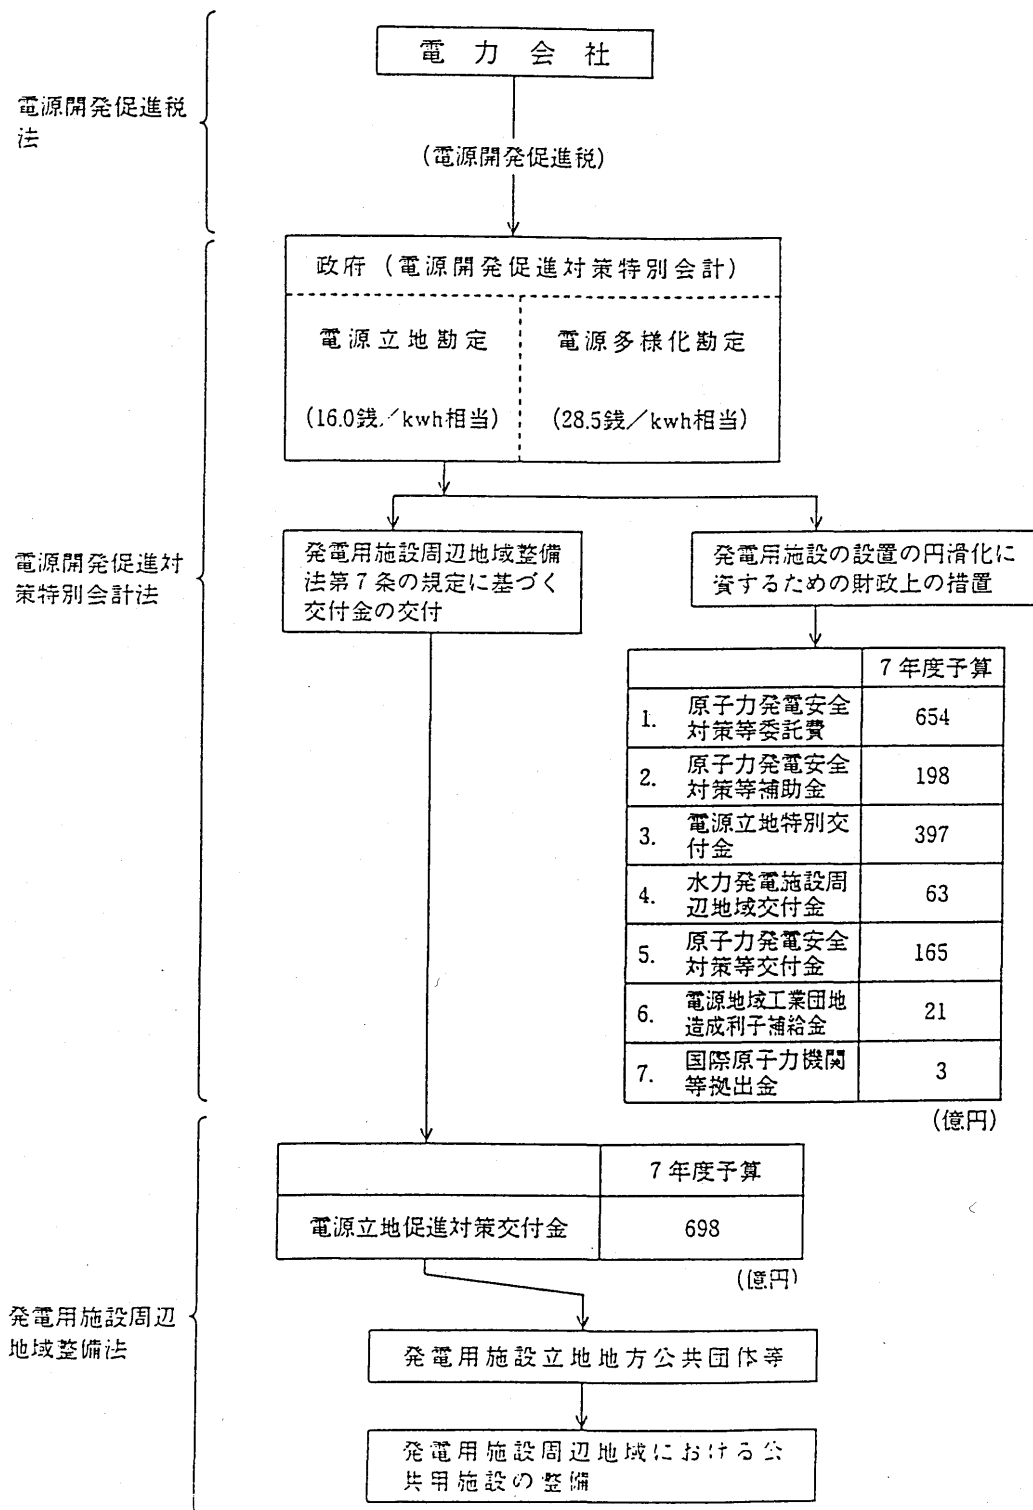 電力会社
電源開発促進税
法
(電源開発促進税)
政府(電源開発促進対策特別会計)
電源立地勘定
電源多様化勘定
(16.0銭/kwh相当)
(28.5銭/kwh相当)
電源開発促進対
策特別会計法
発電用施設周辺地域整備
法第7条の規定に基づく
交付金の交付
発電用施設の設置の円滑化に
資するための財政上の措置
7年度予算
1. 原子力発電安全
対策等委託費
654
2. 原子力発電安全
対策等補助金
198
3. 電源立地特別交
付金
397
4. 水力発電施設周
辺地域交付金
63
5. 原子力発電安全
対策等交付金
165
6. 電源地域工業団地
造成利子補給金
21
7. 国際原子力機関
等拠出金
3
(億円)
7年度予算
電源立地促進対策交付金
698
(億円)
発電用施設周辺
地域整備法
発電用施設立地地方公共団体等
発電用施設周辺地域における公
共用施設の整備